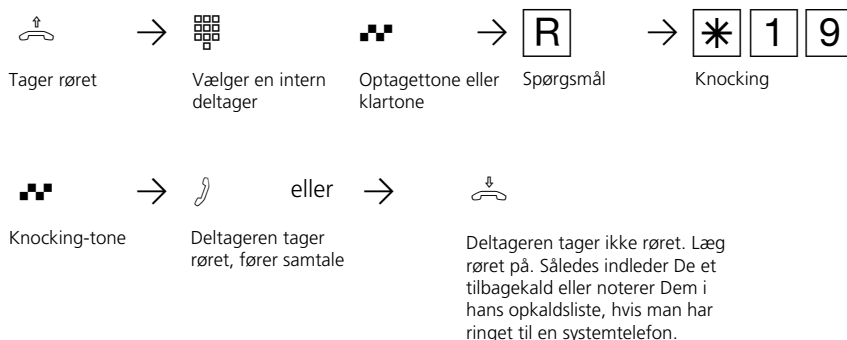 R
* 1 9
Tager røret
Vælger en intern
deltager
Optagettone eller
klartone
Spørgsmål
Knocking
eller
Knocking-tone
Deltageren tager
røret, fører samtale
Deltageren tager ikke røret. Læg
røret på. Således indleder De et
tilbagekald eller noterer Dem i
hans opkaldsliste, hvis man har
ringet til en systemtelefon.